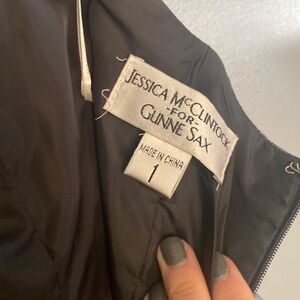 JESSICA McCLINTOCK
-FOR-
GUNNE SAX
MADE IN CHINA
1